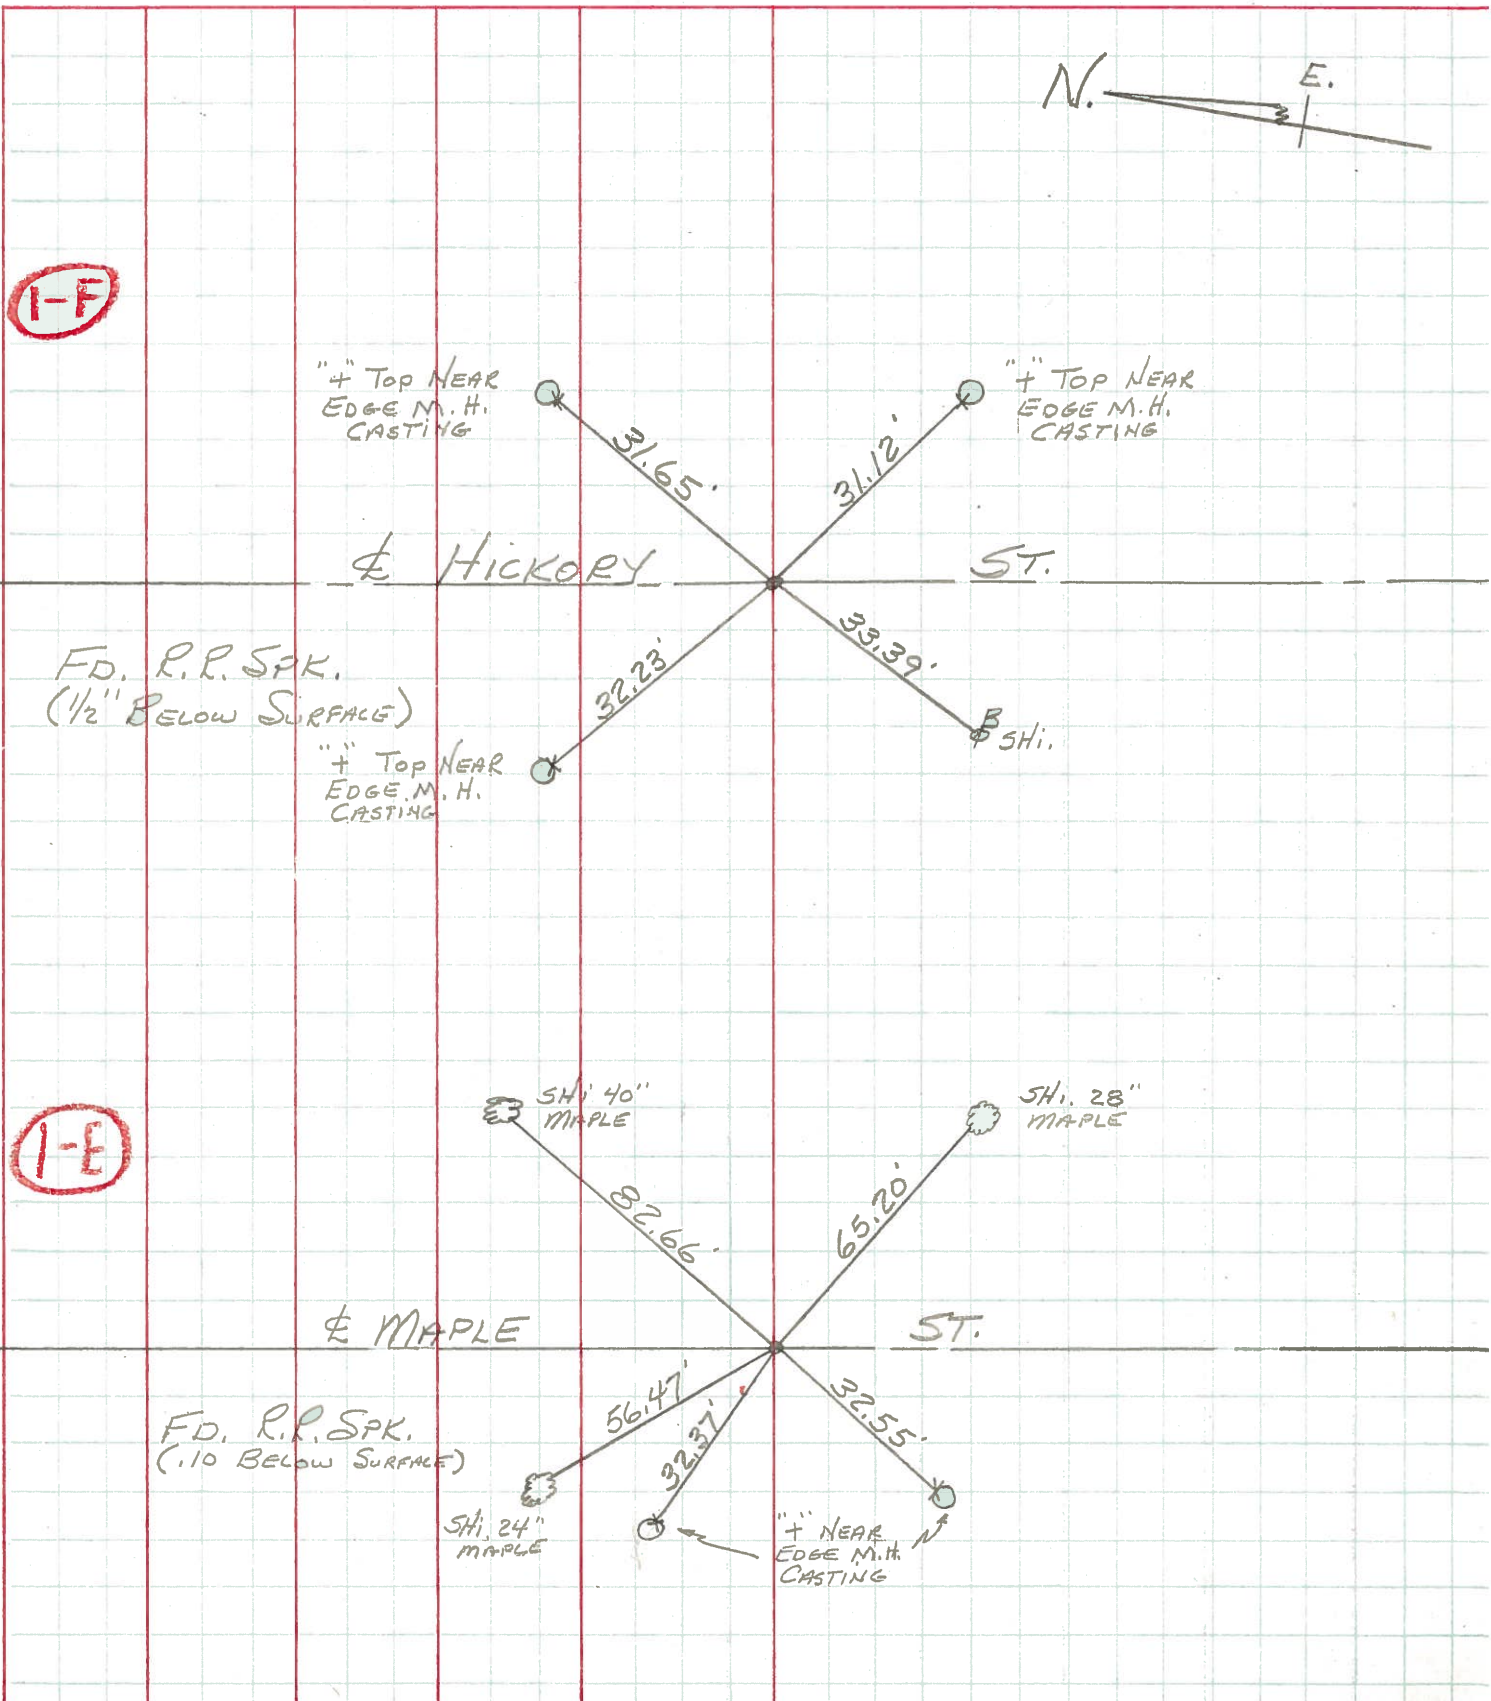 N.
E.
1-F
"+" TOP NEAR
EDGE M.H.
CASTING
"+" TOP NEAR
EDGE M.H.
CASTING
31.65'
31.12'
℄ HICKORY ST.
FD. R.R. SPK.
(1/2" BELOW SURFACE)
32.23'
33.39'
SHI.
"+" TOP NEAR
EDGE M.H.
CASTING
1-E
SHI 40"
MAPLE
SHI. 28"
MAPLE
82.66'
65.20'
℄ MAPLE ST.
FD. R.R. SPK.
(.10 BELOW SURFACE)
56.47'
32.37'
32.55'
SHI. 24"
MAPLE
"+" NEAR
EDGE M.H.
CASTING